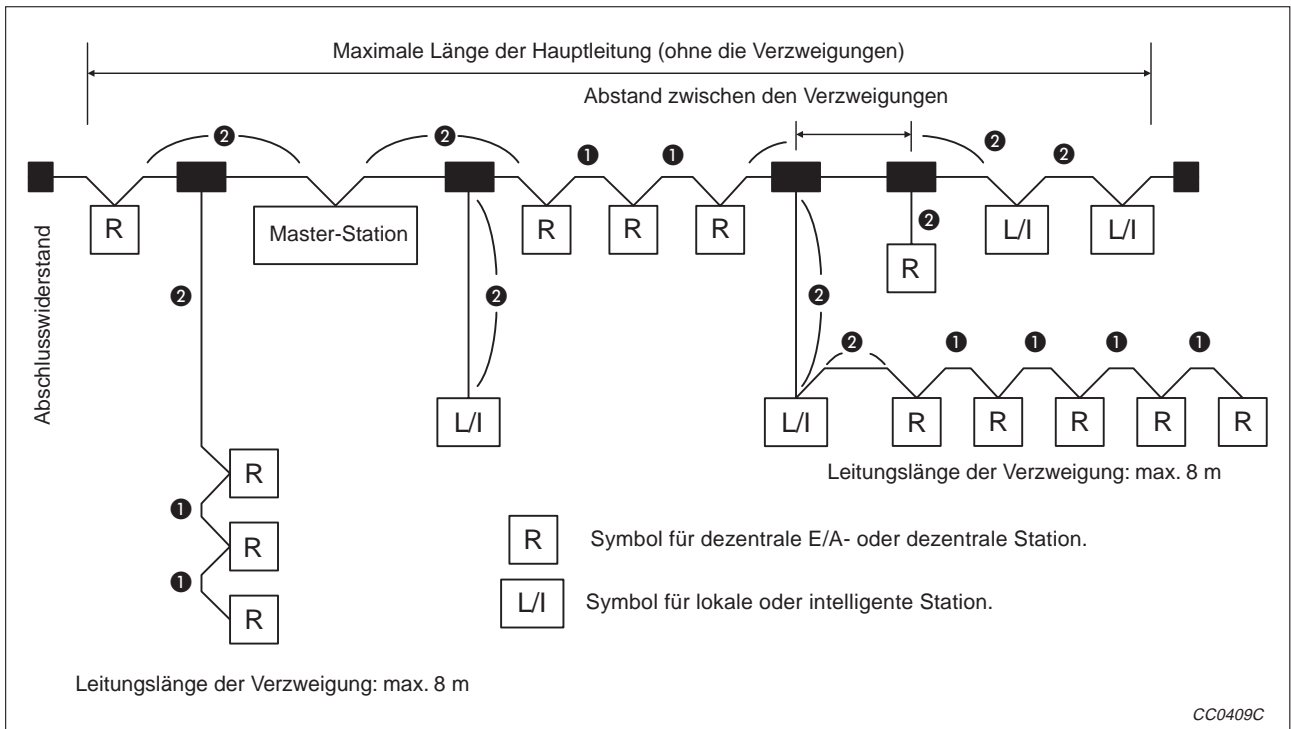 Maximale Länge der Hauptleitung (ohne die Verzweigungen)
Abstand zwischen den Verzweigungen
❷ ❷ ❶ ❶ ❷ ❷
R Master-Station R R R L/I L/I
❷
R
Abschlusswiderstand
❷ ❷ ❷
❷ ❶ ❶ ❶ ❶
L/I L/I R R R R R
Leitungslänge der Verzweigung: max. 8 m
R
❶
R
❶
R
R Symbol für dezentrale E/A- oder dezentrale Station.
L/I Symbol für lokale oder intelligente Station.
Leitungslänge der Verzweigung: max. 8 m
CC0409C